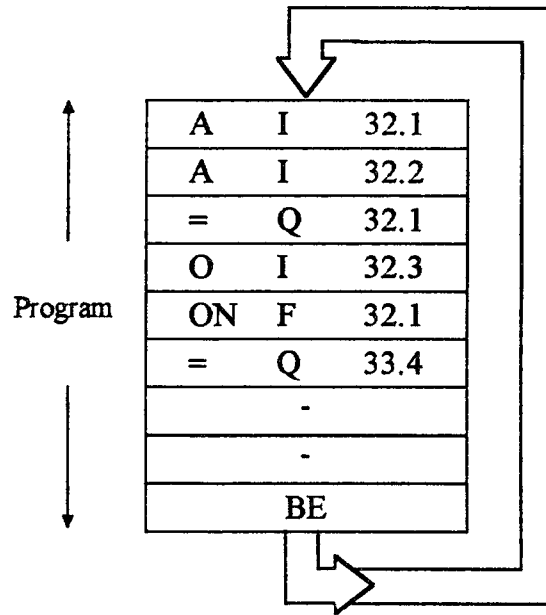 A I 32.1
A I 32.2
= Q 32.1
O I 32.3
Program
ON F 32.1
= Q 33.4
-
-
BE